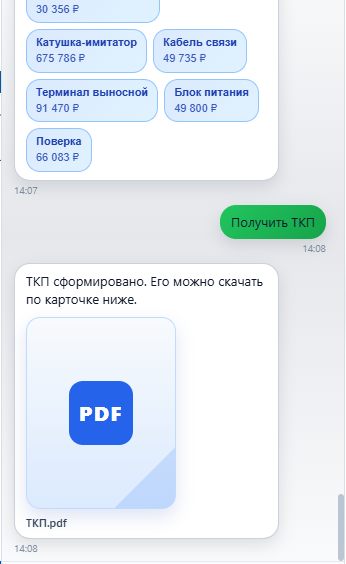 30 356 ₽
Катушка-имитатор
675 786 ₽
Кабель связи
49 735 ₽
Терминал выносной
91 470 ₽
Блок питания
49 800 ₽
Поверка
66 083 ₽
14:07
Получить ТКП
14:08
ТКП сформировано. Его можно скачать
по карточке ниже.
PDF
ТКП.pdf
14:08